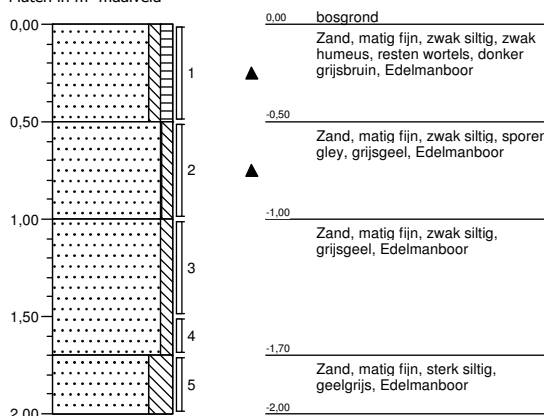 0,00
0,50
1,00
1,50
2,00
1
2
3
4
5
0,00 bosgrond
Zand, matig fijn, zwak siltig, zwak
humeus, resten wortels, donker
grijsbruin, Edelmanboor
-0,50
Zand, matig fijn, zwak siltig, sporen
gley, grijsgeel, Edelmanboor
-1,00
Zand, matig fijn, zwak siltig,
grijsgeel, Edelmanboor
-1,70
Zand, matig fijn, sterk siltig,
geelgrijs, Edelmanboor
-2,00